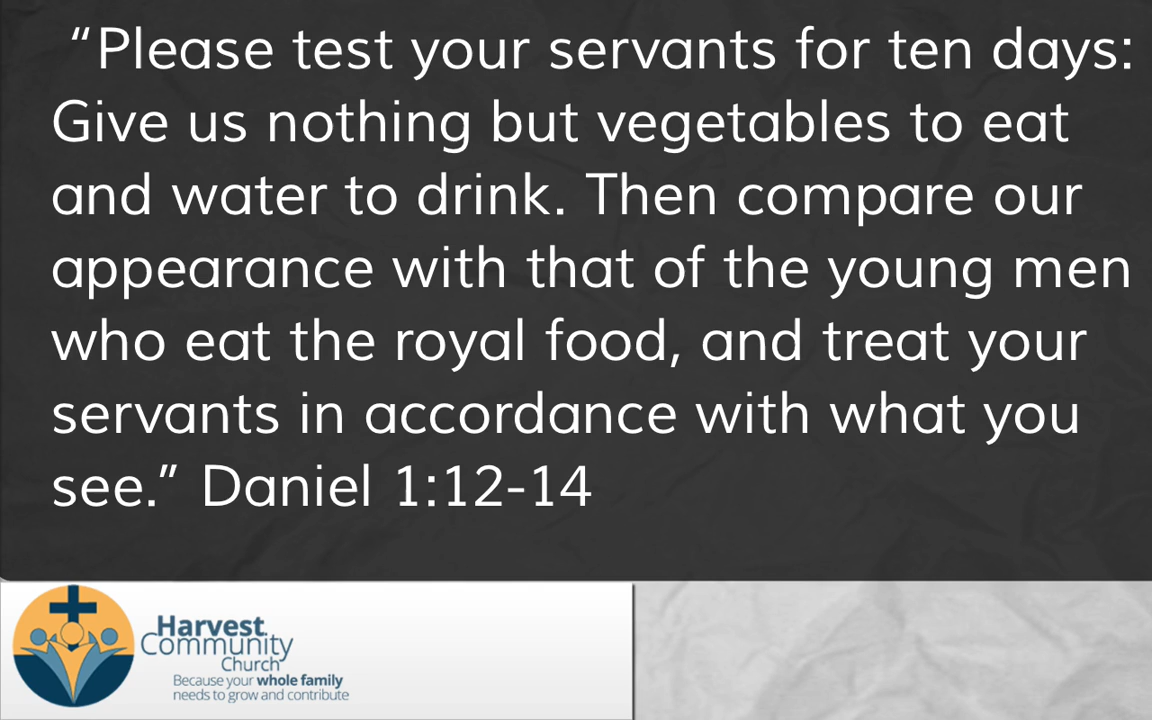 “Please test your servants for ten days:
Give us nothing but vegetables to eat
and water to drink. Then compare our
appearance with that of the young men
who eat the royal food, and treat your
servants in accordance with what you
see.” Daniel 1:12-14
Harvest
Community
Church
Because your whole family
needs to grow and contribute